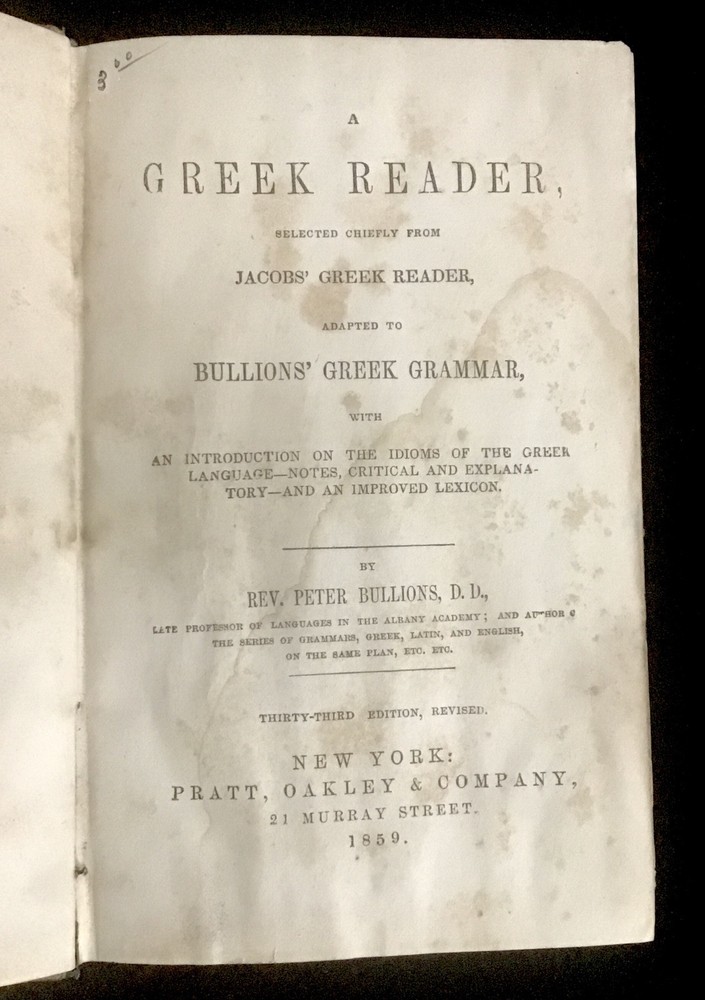 3 00
A
GREEK READER,
SELECTED CHIEFLY FROM
JACOBS' GREEK READER,
ADAPTED TO
BULLIONS' GREEK GRAMMAR,
WITH
AN INTRODUCTION ON THE IDIOMS OF THE GREEK
LANGUAGE—NOTES, CRITICAL AND EXPLANA-
TORY—AND AN IMPROVED LEXICON.
BY
REV. PETER BULLIONS, D. D.,
LATE PROFESSOR OF LANGUAGES IN THE ALBANY ACADEMY; AND AUTHOR
THE SERIES OF GRAMMARS, GREEK, LATIN, AND ENGLISH,
ON THE SAME PLAN, ETC. ETC.
THIRTY-THIRD EDITION, REVISED.
NEW YORK:
PRATT, OAKLEY & COMPANY,
21 MURRAY STREET.
1859.